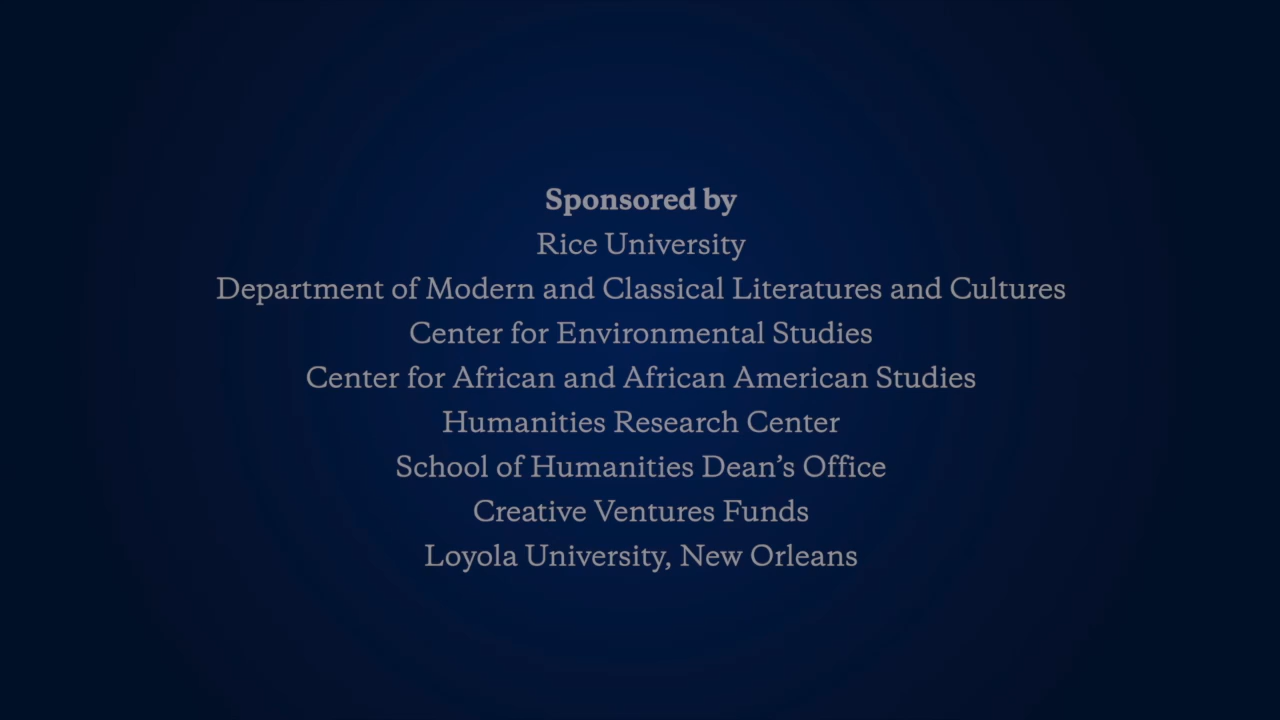 Sponsored by
Rice University
Department of Modern and Classical Literatures and Cultures
Center for Environmental Studies
Center for African and African American Studies
Humanities Research Center
School of Humanities Dean’s Office
Creative Ventures Funds
Loyola University, New Orleans